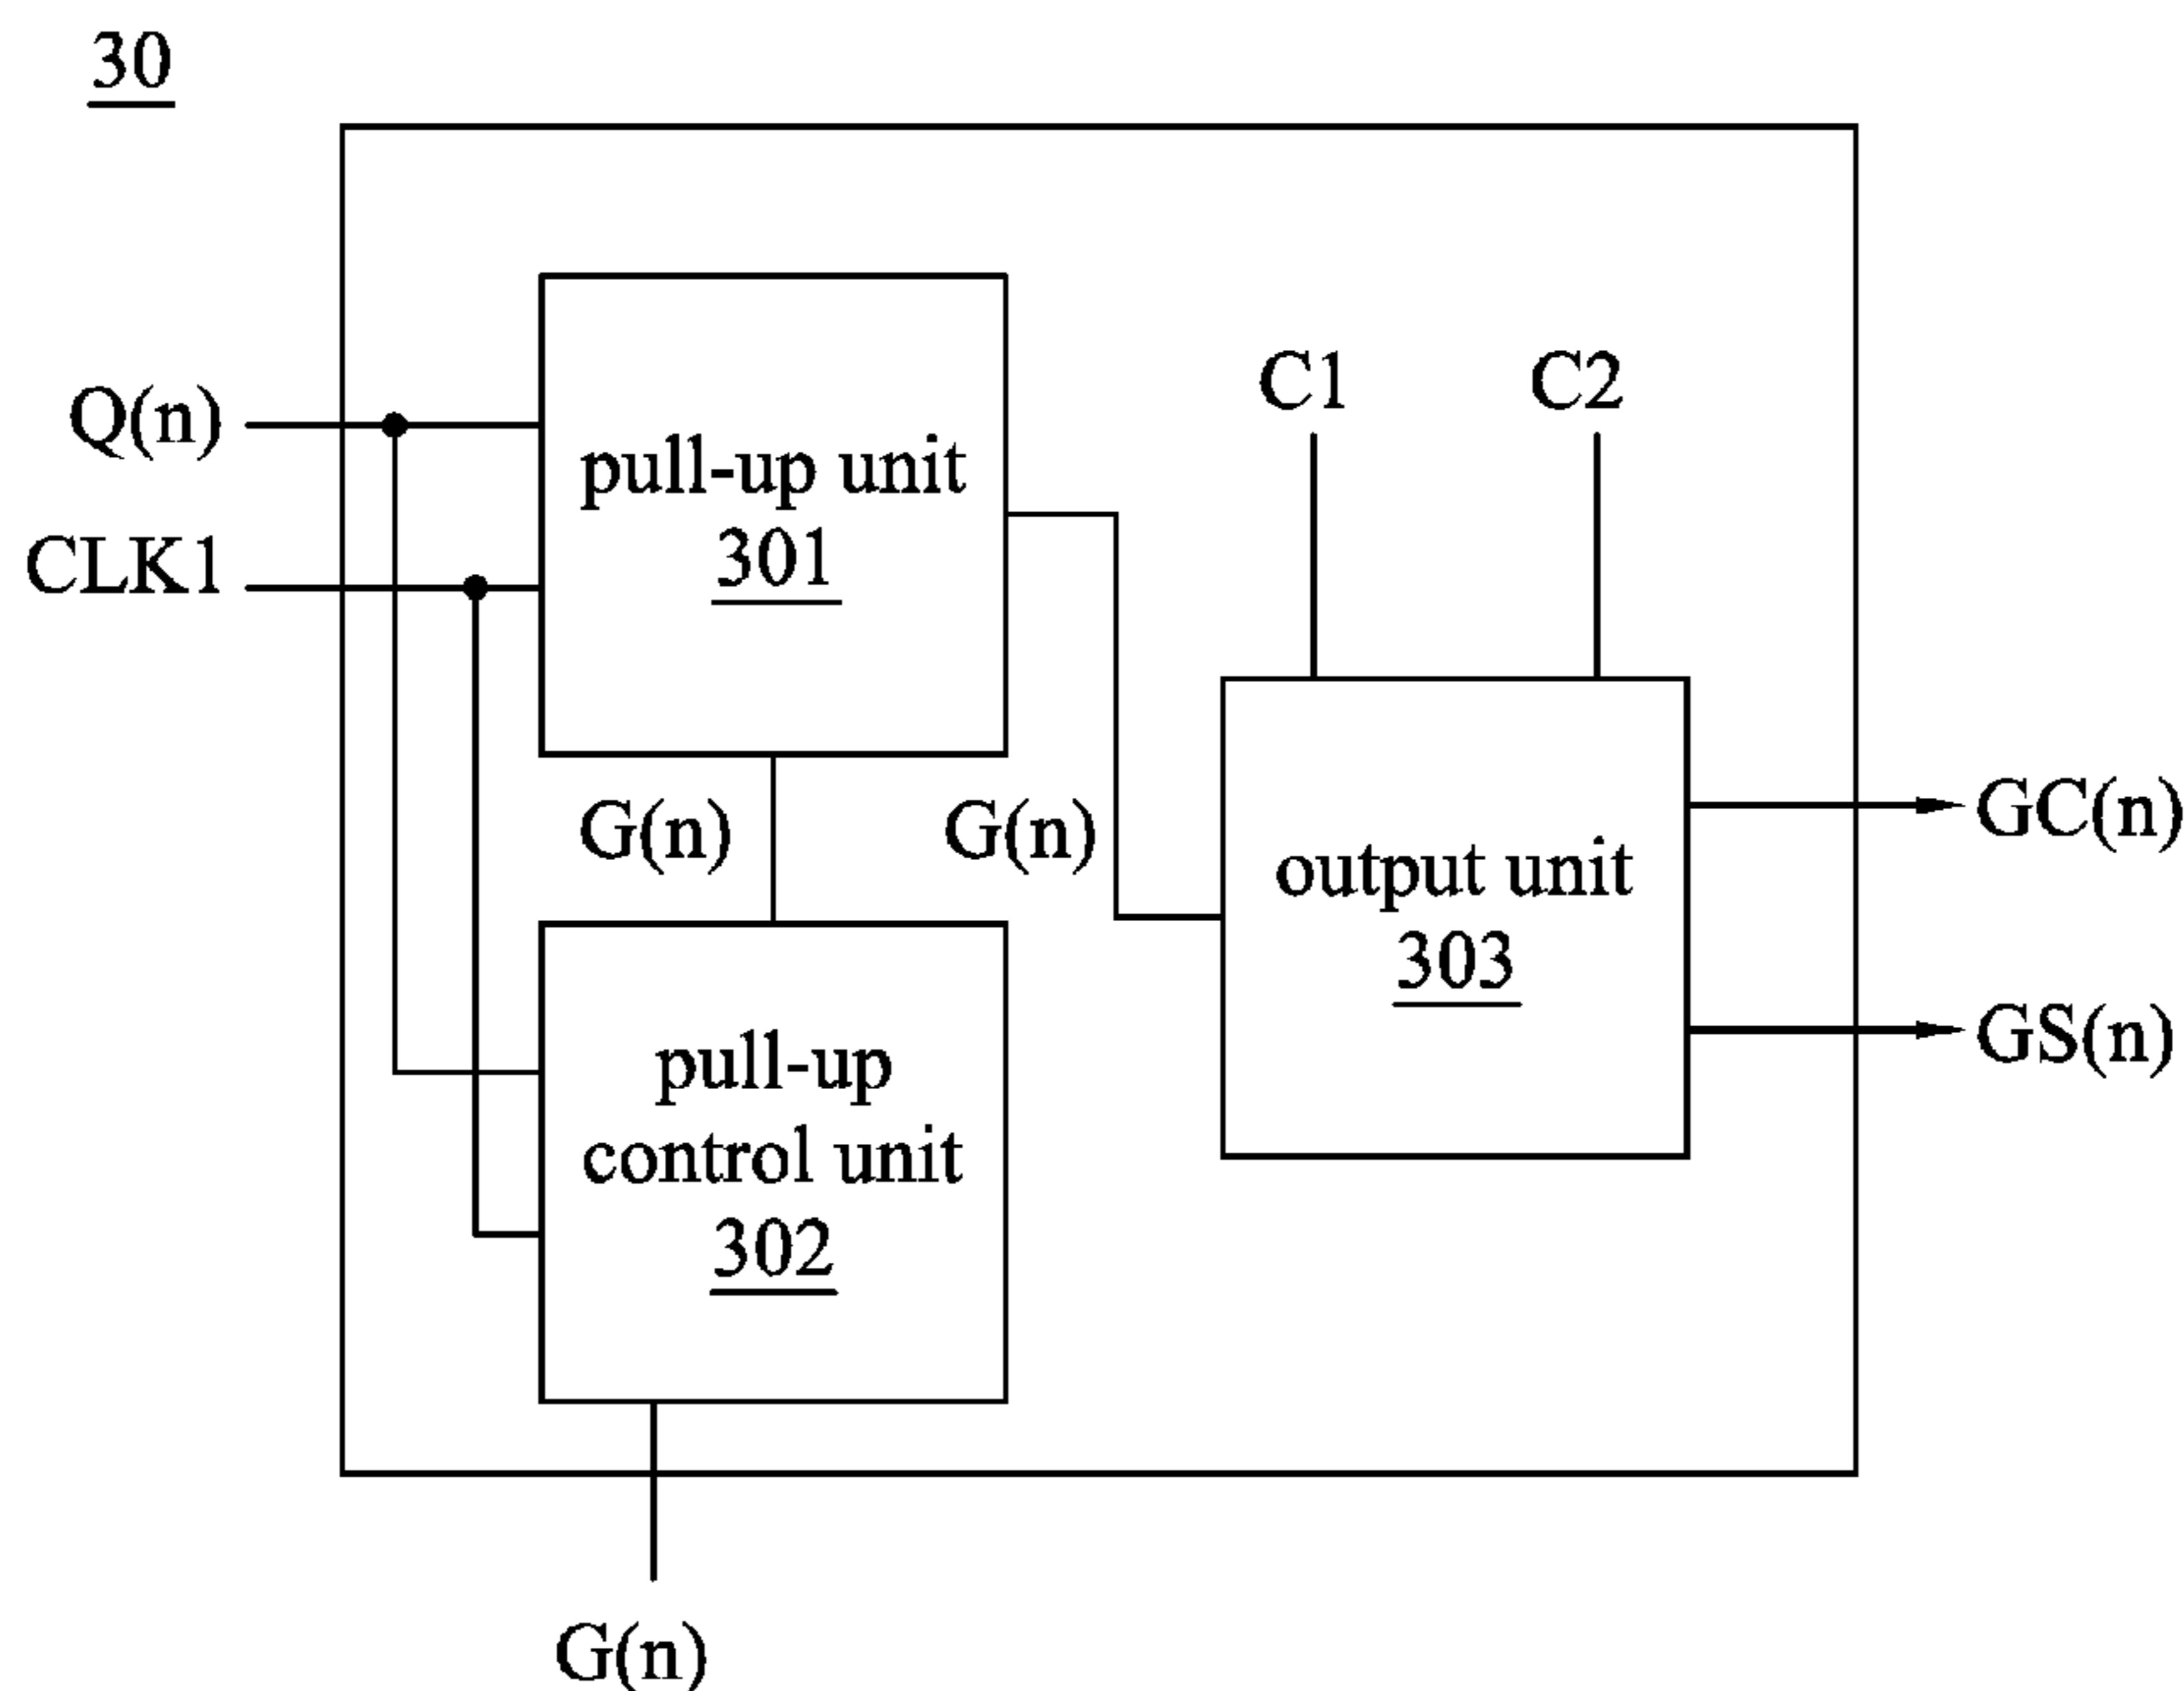 30
Q(n)
CLK1
pull-up unit
301
C1
C2
G(n)
G(n)
output unit
303
GC(n)
GS(n)
pull-up
control unit
302
G(n)